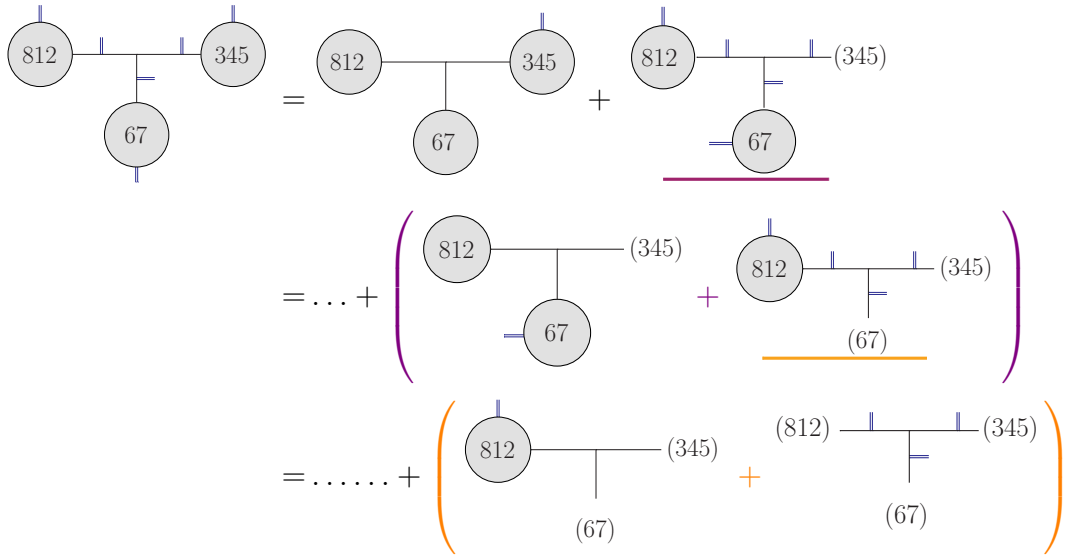 812 345 = 812 345 + 812 (345)
67 67 67
= ... + ( 812 (345) + 812 (345) )
67 (67)
= ...... + ( 812 (345) + (812) (345) )
(67) (67)